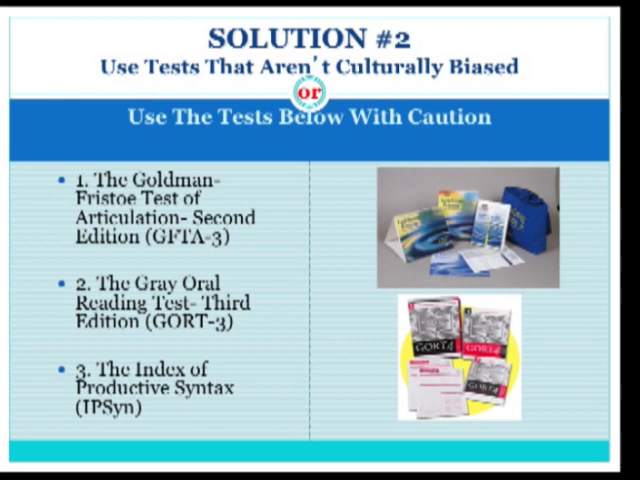 SOLUTION #2
Use Tests That Aren't Culturally Biased
or
Use The Tests Below With Caution
• 1. The Goldman-
Fristoe Test of
Articulation- Second
Edition (GFTA-3)
• 2. The Gray Oral
Reading Test- Third
Edition (GORT-3)
• 3. The Index of
Productive Syntax
(IPSyn)
GORT4
GORT4
GORT4